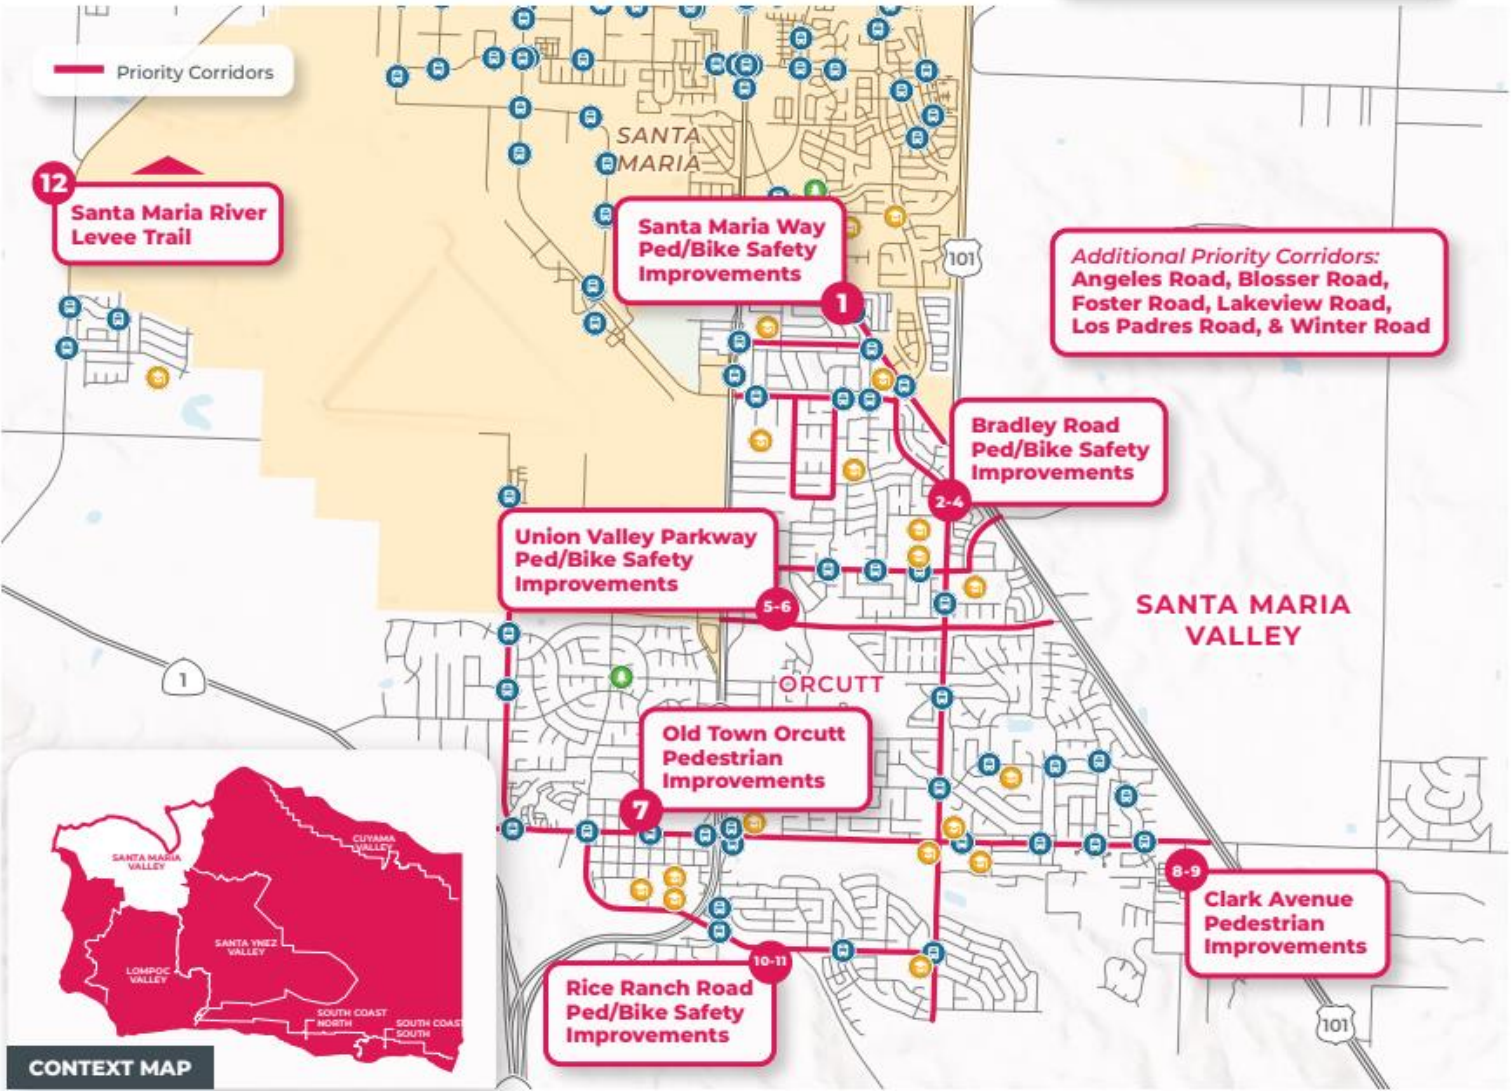 Priority Corridors
SANTA
MARIA
12
Santa Maria River
Levee Trail
Santa Maria Way
Ped/Bike Safety
Improvements
1
101
Additional Priority Corridors:
Angeles Road, Blosser Road,
Foster Road, Lakeview Road,
Los Padres Road, & Winter Road
Bradley Road
Ped/Bike Safety
Improvements
2-4
Union Valley Parkway
Ped/Bike Safety
Improvements
5-6
SANTA MARIA
VALLEY
1
ORCUTT
Old Town Orcutt
Pedestrian
Improvements
7
8-9
Clark Avenue
Pedestrian
Improvements
10-11
Rice Ranch Road
Ped/Bike Safety
Improvements
101
CUYAMA
VALLEY
SANTA MARIA
VALLEY
SANTA YNEZ
VALLEY
LOMPOC
VALLEY
SOUTH COAST
NORTH
SOUTH COAST
SOUTH
CONTEXT MAP